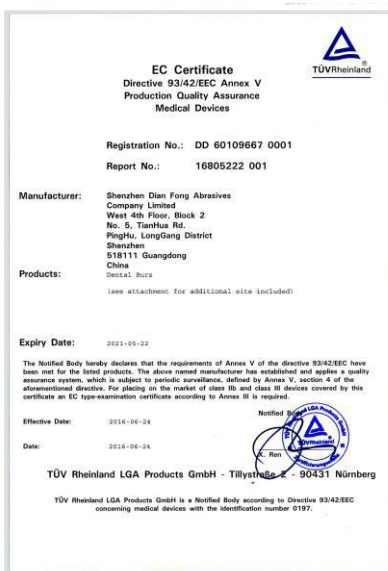 TÜVRheinland
®
EC Certificate
Directive 93/42/EEC Annex V
Production Quality Assurance
Medical Devices
Registration No.: DD 60109667 0001
Report No.: 16805222 001
Manufacturer: Shenzhen Dian Fong Abrasives
Company Limited
West 4th Floor, Block 2
No. 5, TianHua Rd.
PingHu, LongGang District
Shenzhen
518111 Guangdong
China
Products: Dental Burs
(see attachment for additional site included)
Expiry Date: 2021-05-22
The Notified Body hereby declares that the requirements of Annex V of the directive 93/42/EEC have
been met for the listed products. The above named manufacturer has established and applies a quality
assurance system, which is subject to periodic surveillance, defined by Annex V, section 4 of the
aforementioned directive. For placing on the market of class IIb and class III devices covered by this
certificate an EC type-examination certificate according to Annex III is required.
Notified Body
Effective Date: 2016-06-24
Date: 2016-06-24
TÜVRheinland
X. Ren
TÜV Rheinland LGA Products GmbH - Tillystraße 2 - 90431 Nürnberg
TÜV Rheinland LGA Products GmbH is a Notified Body according to Directive 93/42/EEC
concerning medical devices with the identification number 0197.